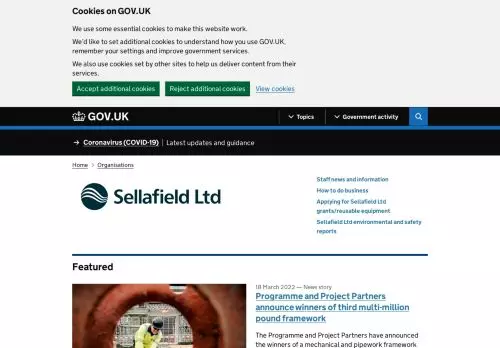 Cookies on GOV.UK
We use some essential cookies to make this website work.
We'd like to set additional cookies to understand how you use GOV.UK,
remember your settings and improve government services.
We also use cookies set by other sites to help us deliver content from their
services.
Accept additional cookies Reject additional cookies View cookies
GOV.UK Topics Government activity
→ Coronavirus (COVID-19) Latest updates and guidance
Home > Organisations
Staff news and information
How to do business
Sellafield Ltd
Applying for Sellafield Ltd
grants/reusable equipment
Sellafield Ltd environmental and safety
reports
Featured
18 March 2022 — News story
Programme and Project Partners
announce winners of third multi-million
pound framework
The Programme and Project Partners have announced
the winners of a mechanical and pipework framework